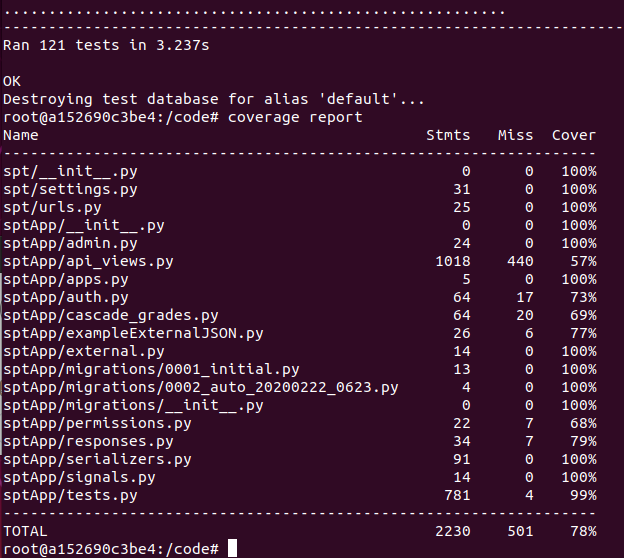 ........................................................
----------------------------------------------------------------------
Ran 121 tests in 3.237s
OK
Destroying test database for alias 'default'...
root@a152690c3be4:/code# coverage report
Name                                           Stmts   Miss  Cover
------------------------------------------------------------------
spt/__init__.py                                    0      0   100%
spt/settings.py                                   31      0   100%
spt/urls.py                                       25      0   100%
sptApp/__init__.py                                 0      0   100%
sptApp/admin.py                                   24      0   100%
sptApp/api_views.py                             1018    440    57%
sptApp/apps.py                                     5      0   100%
sptApp/auth.py                                    64     17    73%
sptApp/cascade_grades.py                          64     20    69%
sptApp/exampleExternalJSON.py                     26      6    77%
sptApp/external.py                                14      0   100%
sptApp/migrations/0001_initial.py                 13      0   100%
sptApp/migrations/0002_auto_20200222_0623.py       4      0   100%
sptApp/migrations/__init__.py                      0      0   100%
sptApp/permissions.py                             22      7    68%
sptApp/responses.py                               34      7    79%
sptApp/serializers.py                             91      0   100%
sptApp/signals.py                                 14      0   100%
sptApp/tests.py                                  781      4    99%
------------------------------------------------------------------
TOTAL                                           2230    501    78%
root@a152690c3be4:/code#